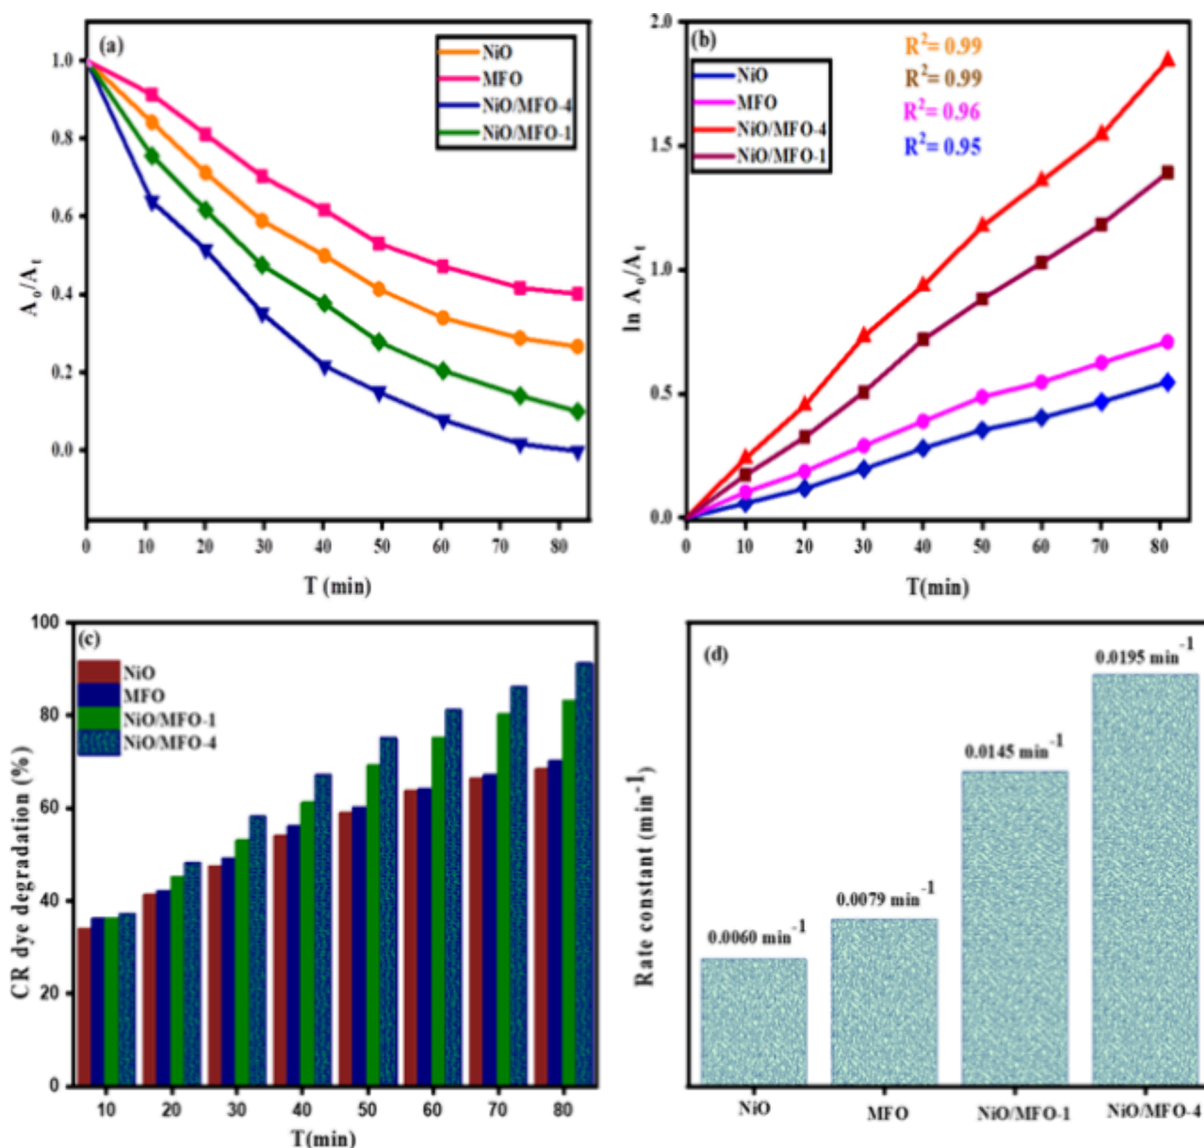 (a)
NiO
MFO
NiO/MFO-4
NiO/MFO-1
1.0
0.8
0.6
0.4
0.2
0.0
A₀/Aₜ
0 10 20 30 40 50 60 70 80
T (min)
(b)
NiO
MFO
NiO/MFO-4
NiO/MFO-1
R²= 0.99
R²= 0.99
R²= 0.96
R²= 0.95
2.0
1.5
1.0
0.5
0.0
ln A₀/Aₜ
0 10 20 30 40 50 60 70 80
T(min)
(c)
NiO
MFO
NiO/MFO-1
NiO/MFO-4
100
80
60
40
20
0
CR dye degradation (%)
10 20 30 40 50 60 70 80
T(min)
(d)
0.0195 min⁻¹
0.0145 min⁻¹
0.0079 min⁻¹
0.0060 min⁻¹
Rate constant (min⁻¹)
NiO MFO NiO/MFO-1 NiO/MFO-4